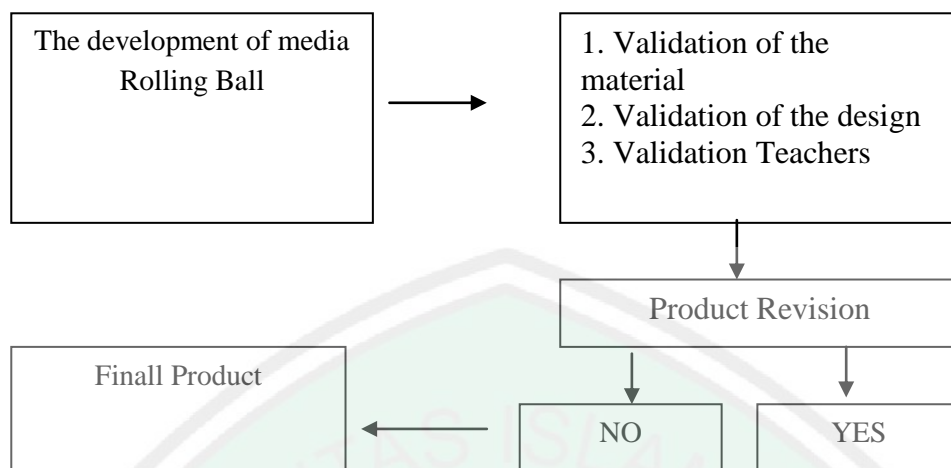 The development of media
Rolling Ball
1. Validation of the
material
2. Validation of the design
3. Validation Teachers
Product Revision
Finall Product
NO
YES